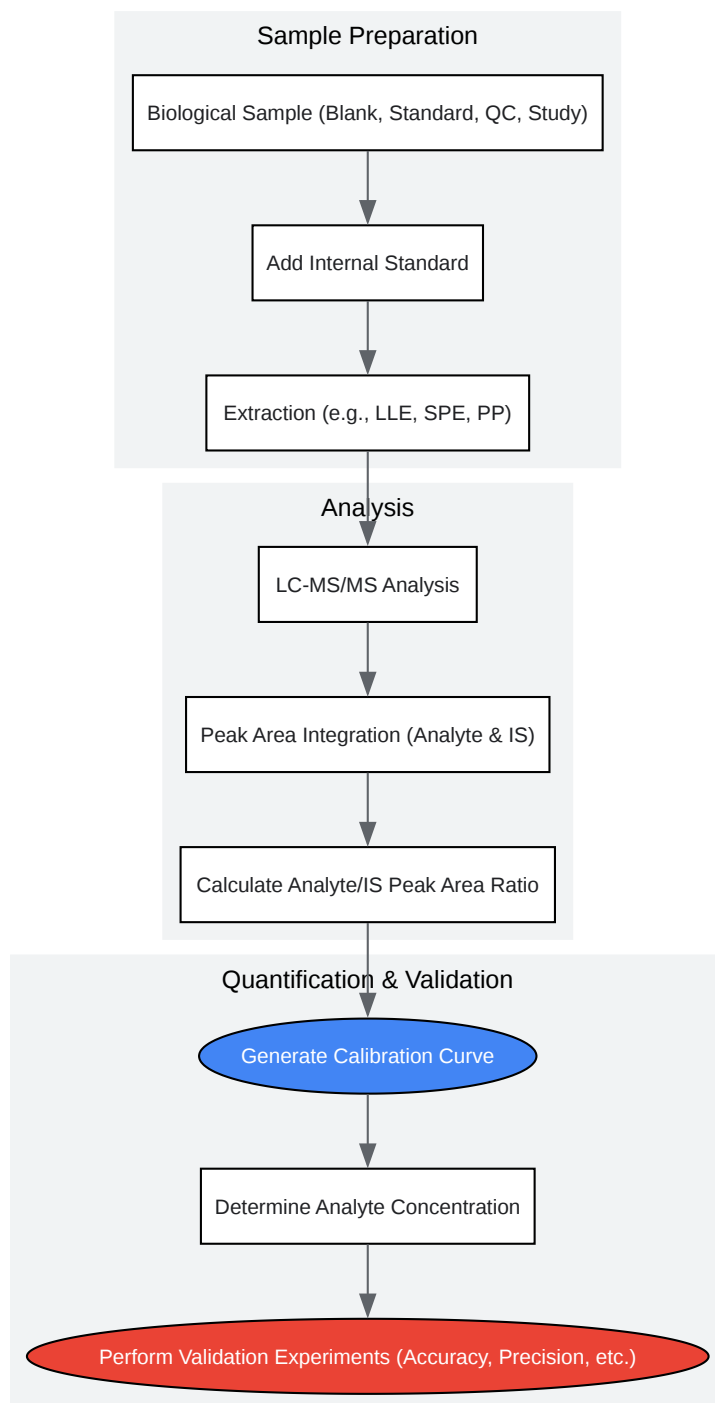 Sample Preparation
Biological Sample (Blank, Standard, QC, Study)
Add Internal Standard
Extraction (e.g., LLE, SPE, PP)
Analysis
LC-MS/MS Analysis
Peak Area Integration (Analyte & IS)
Calculate Analyte/IS Peak Area Ratio
Quantification & Validation
Generate Calibration Curve
Determine Analyte Concentration
Perform Validation Experiments (Accuracy, Precision, etc.)